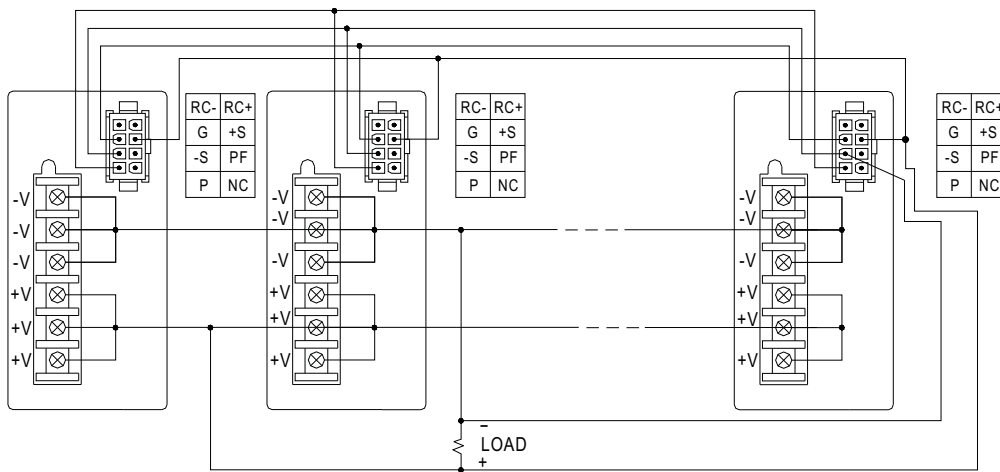 RC- RC+
G +S
-S PF
P NC
RC- RC+
G +S
-S PF
P NC
RC- RC+
G +S
-S PF
P NC
-V
-V
-V
+V
+V
+V
-V
-V
-V
+V
+V
+V
-V
-V
-V
+V
+V
+V
-
LOAD
+